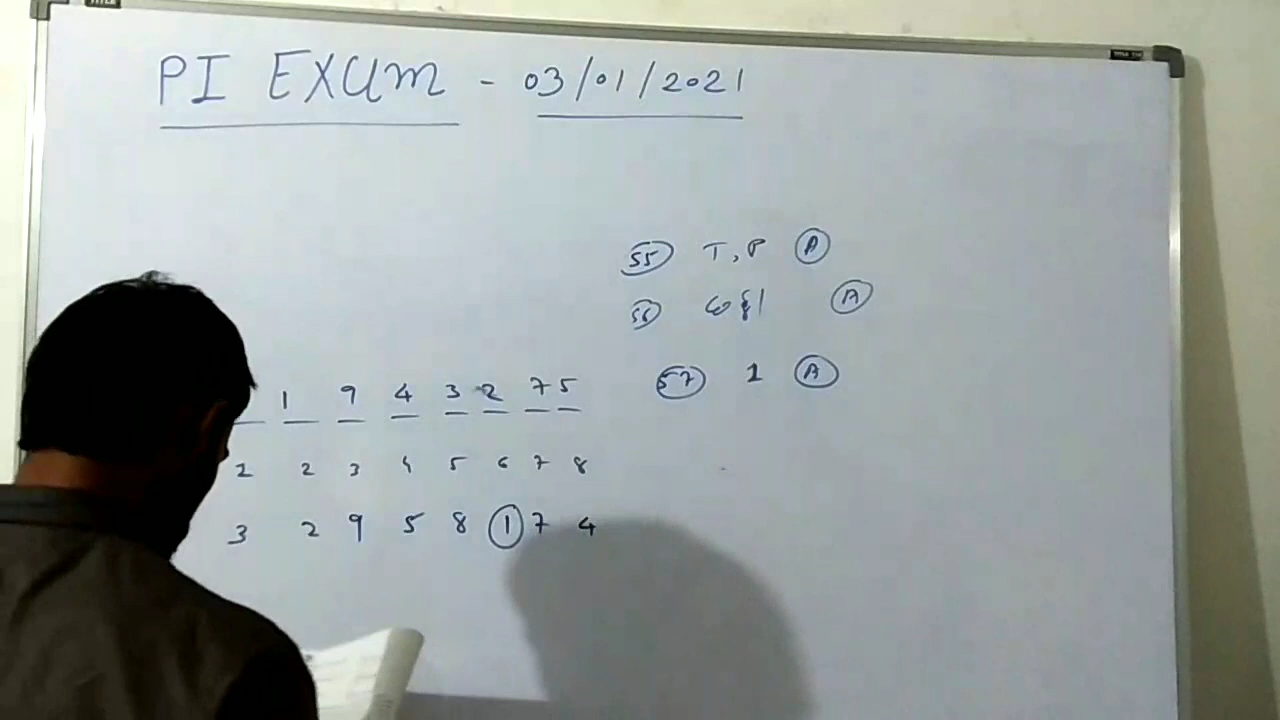 PI EXAM - 03/01/2021
55 T, P A
56 A
57 1 A
1 9 4 3 2 7 5
1 2 3 4 5 6 7 8
3 2 9 5 8 1 7 4